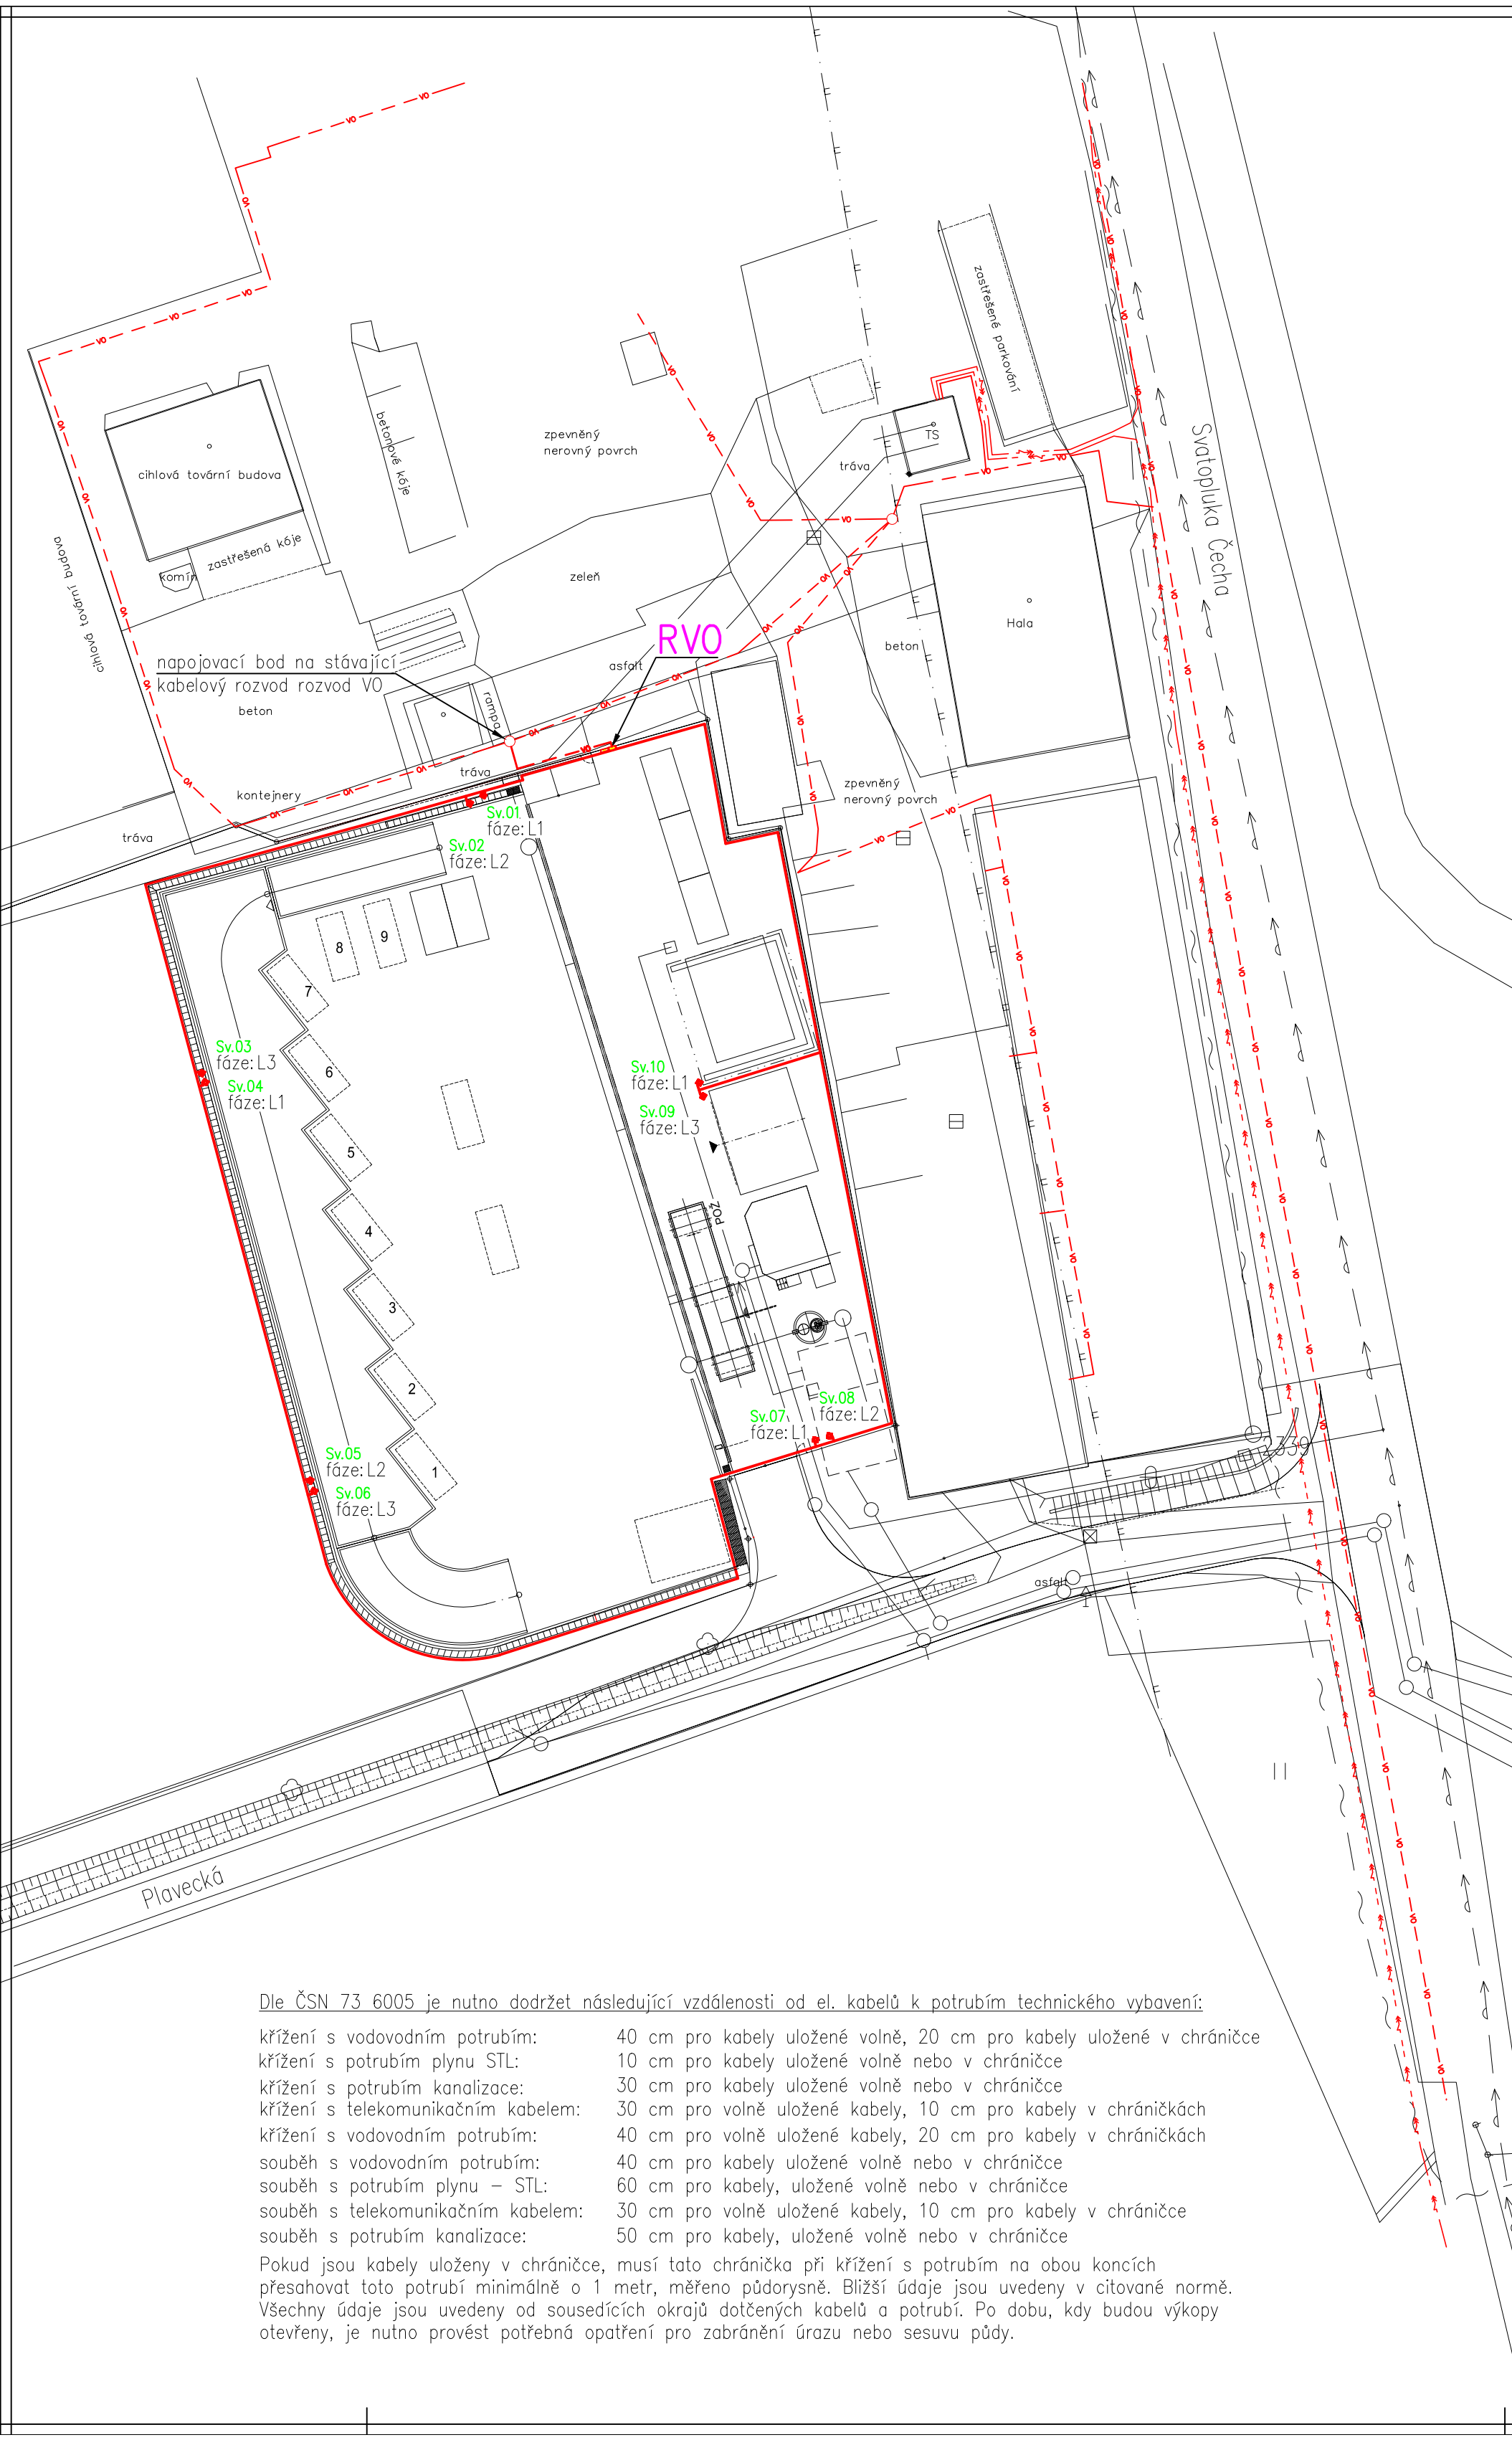 zastřešené parkování
Svatopluka Čecha
betonové kóje
zpevněný
nerovný povrch
TS
tráva
cihlová tovární budova
cihlová tovární budova
zastřešená kóje
komín
zeleň
Hala
RVO
beton
asfalt
napojovací bod na stávající
kabelový rozvod rozvod VO
beton
rampa
tráva
kontejnery
zpevněný
nerovný povrch
tráva
Sv.01
fáze:L1
Sv.02
fáze:L2
8
9
7
Sv.03
fáze:L3
Sv.04
fáze:L1
6
Sv.10
fáze:L1
Sv.09
fáze:L3
5
POŽ
4
3
2
Sv.08
fáze:L2
Sv.07
fáze:L1
Sv.05
fáze:L2
1
Sv.06
fáze:L3
2339
asfalt
Plavecká
Dle ČSN 73 6005 je nutno dodržet následující vzdálenosti od el. kabelů k potrubím technického vybavení:
křížení s vodovodním potrubím: 40 cm pro kabely uložené volně, 20 cm pro kabely uložené v chráničce
křížení s potrubím plynu STL: 10 cm pro kabely uložené volně nebo v chráničce
křížení s potrubím kanalizace: 30 cm pro kabely uložené volně nebo v chráničce
křížení s telekomunikačním kabelem: 30 cm pro volně uložené kabely, 10 cm pro kabely v chráničkách
křížení s vodovodním potrubím: 40 cm pro volně uložené kabely, 20 cm pro kabely v chráničkách
souběh s vodovodním potrubím: 40 cm pro kabely uložené volně nebo v chráničce
souběh s potrubím plynu – STL: 60 cm pro kabely, uložené volně nebo v chráničce
souběh s telekomunikačním kabelem: 30 cm pro volně uložené kabely, 10 cm pro kabely v chráničce
souběh s potrubím kanalizace: 50 cm pro kabely, uložené volně nebo v chráničce
Pokud jsou kabely uloženy v chráničce, musí tato chránička při křížení s potrubím na obou koncích
přesahovat toto potrubí minimálně o 1 metr, měřeno půdorysně. Bližší údaje jsou uvedeny v citované normě.
Všechny údaje jsou uvedeny od sousedících okrajů dotčených kabelů a potrubí. Po dobu, kdy budou výkopy
otevřeny, je nutno provést potřebná opatření pro zabránění úrazu nebo sesuvu půdy.